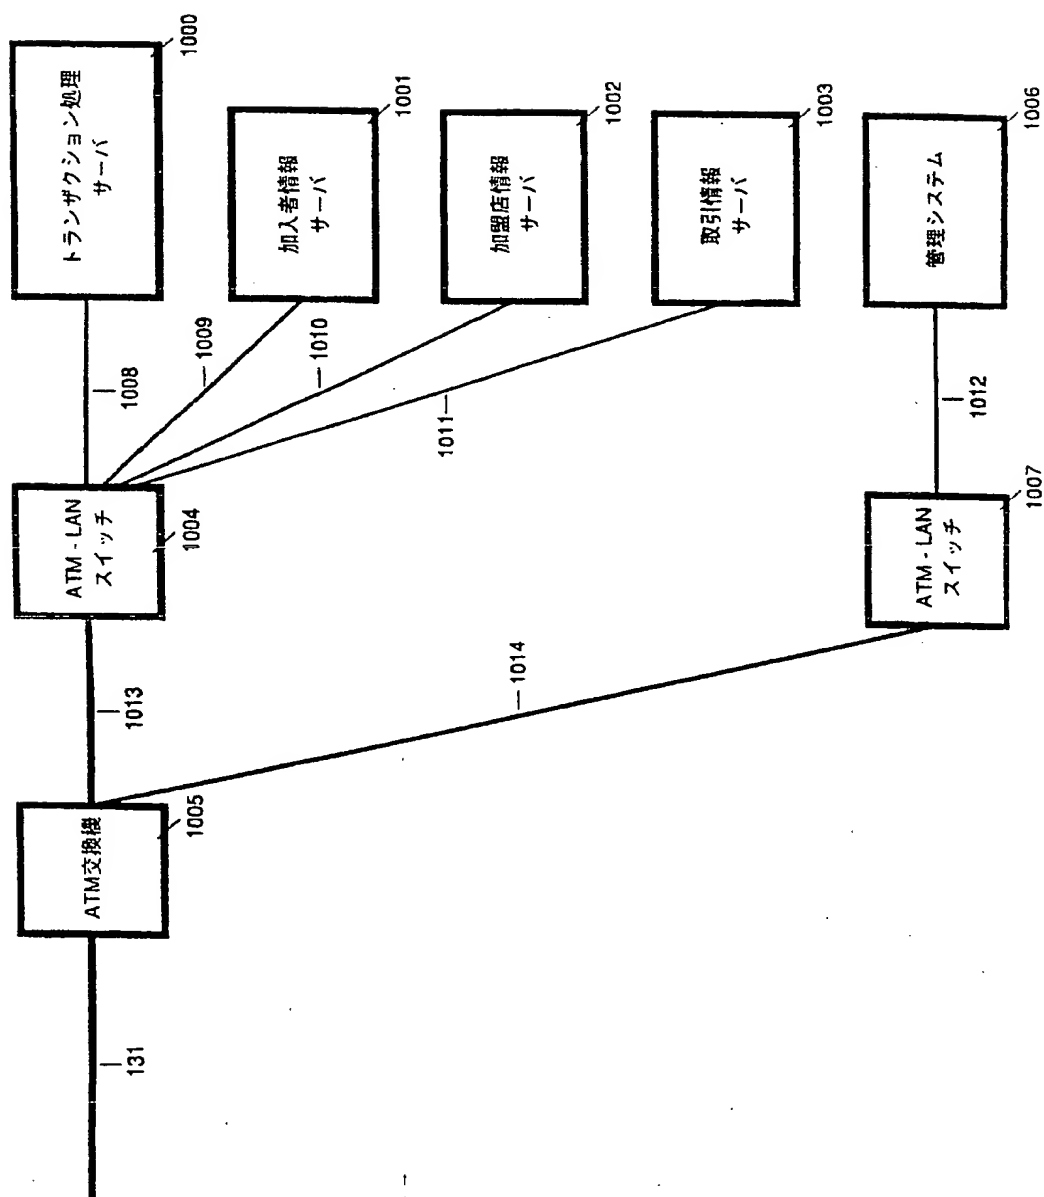 トランザクション処理
サーバ
1000
加入者情報
サーバ
1001
加盟店情報
サーバ
1002
取引情報
サーバ
1003
管理システム
1006
1008
1009
1010
1011
1012
ATM - LAN
スイッチ
1004
ATM - LAN
スイッチ
1007
1013
1014
ATM交換機
1005
131